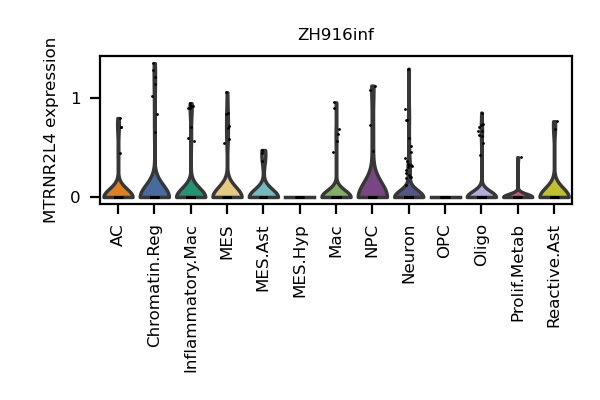 ZH916inf
MTRNR2L4 expression
1
0
AC
Chromatin.Reg
Inflammatory.Mac
MES
MES.Ast
MES.Hyp
Mac
NPC
Neuron
OPC
Oligo
Prolif.Metab
Reactive.Ast